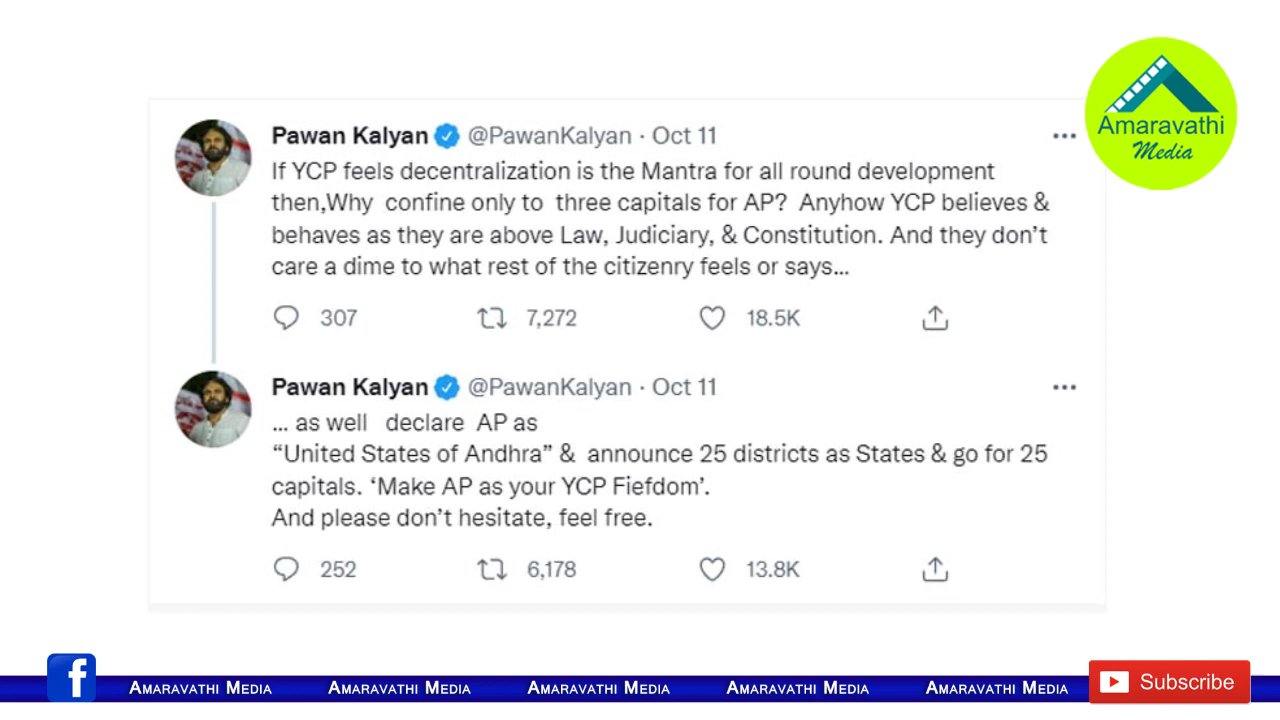 Amaravathi
Media
Pawan Kalyan @PawanKalyan · Oct 11
If YCP feels decentralization is the Mantra for all round development
then,Why confine only to three capitals for AP? Anyhow YCP believes &
behaves as they are above Law, Judiciary, & Constitution. And they don’t
care a dime to what rest of the citizenry feels or says...
307 7,272 18.5K
Pawan Kalyan @PawanKalyan · Oct 11
... as well declare AP as
“United States of Andhra” & announce 25 districts as States & go for 25
capitals. ‘Make AP as your YCP Fiefdom’.
And please don’t hesitate, feel free.
252 6,178 13.8K
f Amaravathi Media Amaravathi Media Amaravathi Media Amaravathi Media Amaravathi Media Subscribe